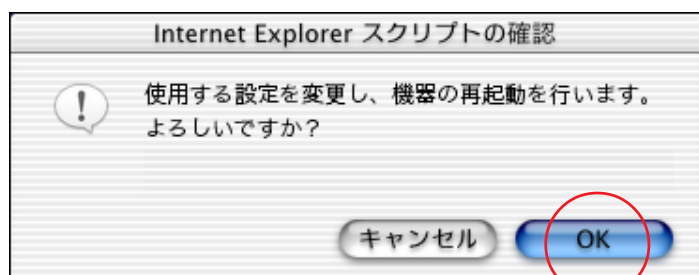 Internet Explorer スクリプトの確認
使用する設定を変更し、機器の再起動を行います。
よろしいですか？
キャンセル
OK